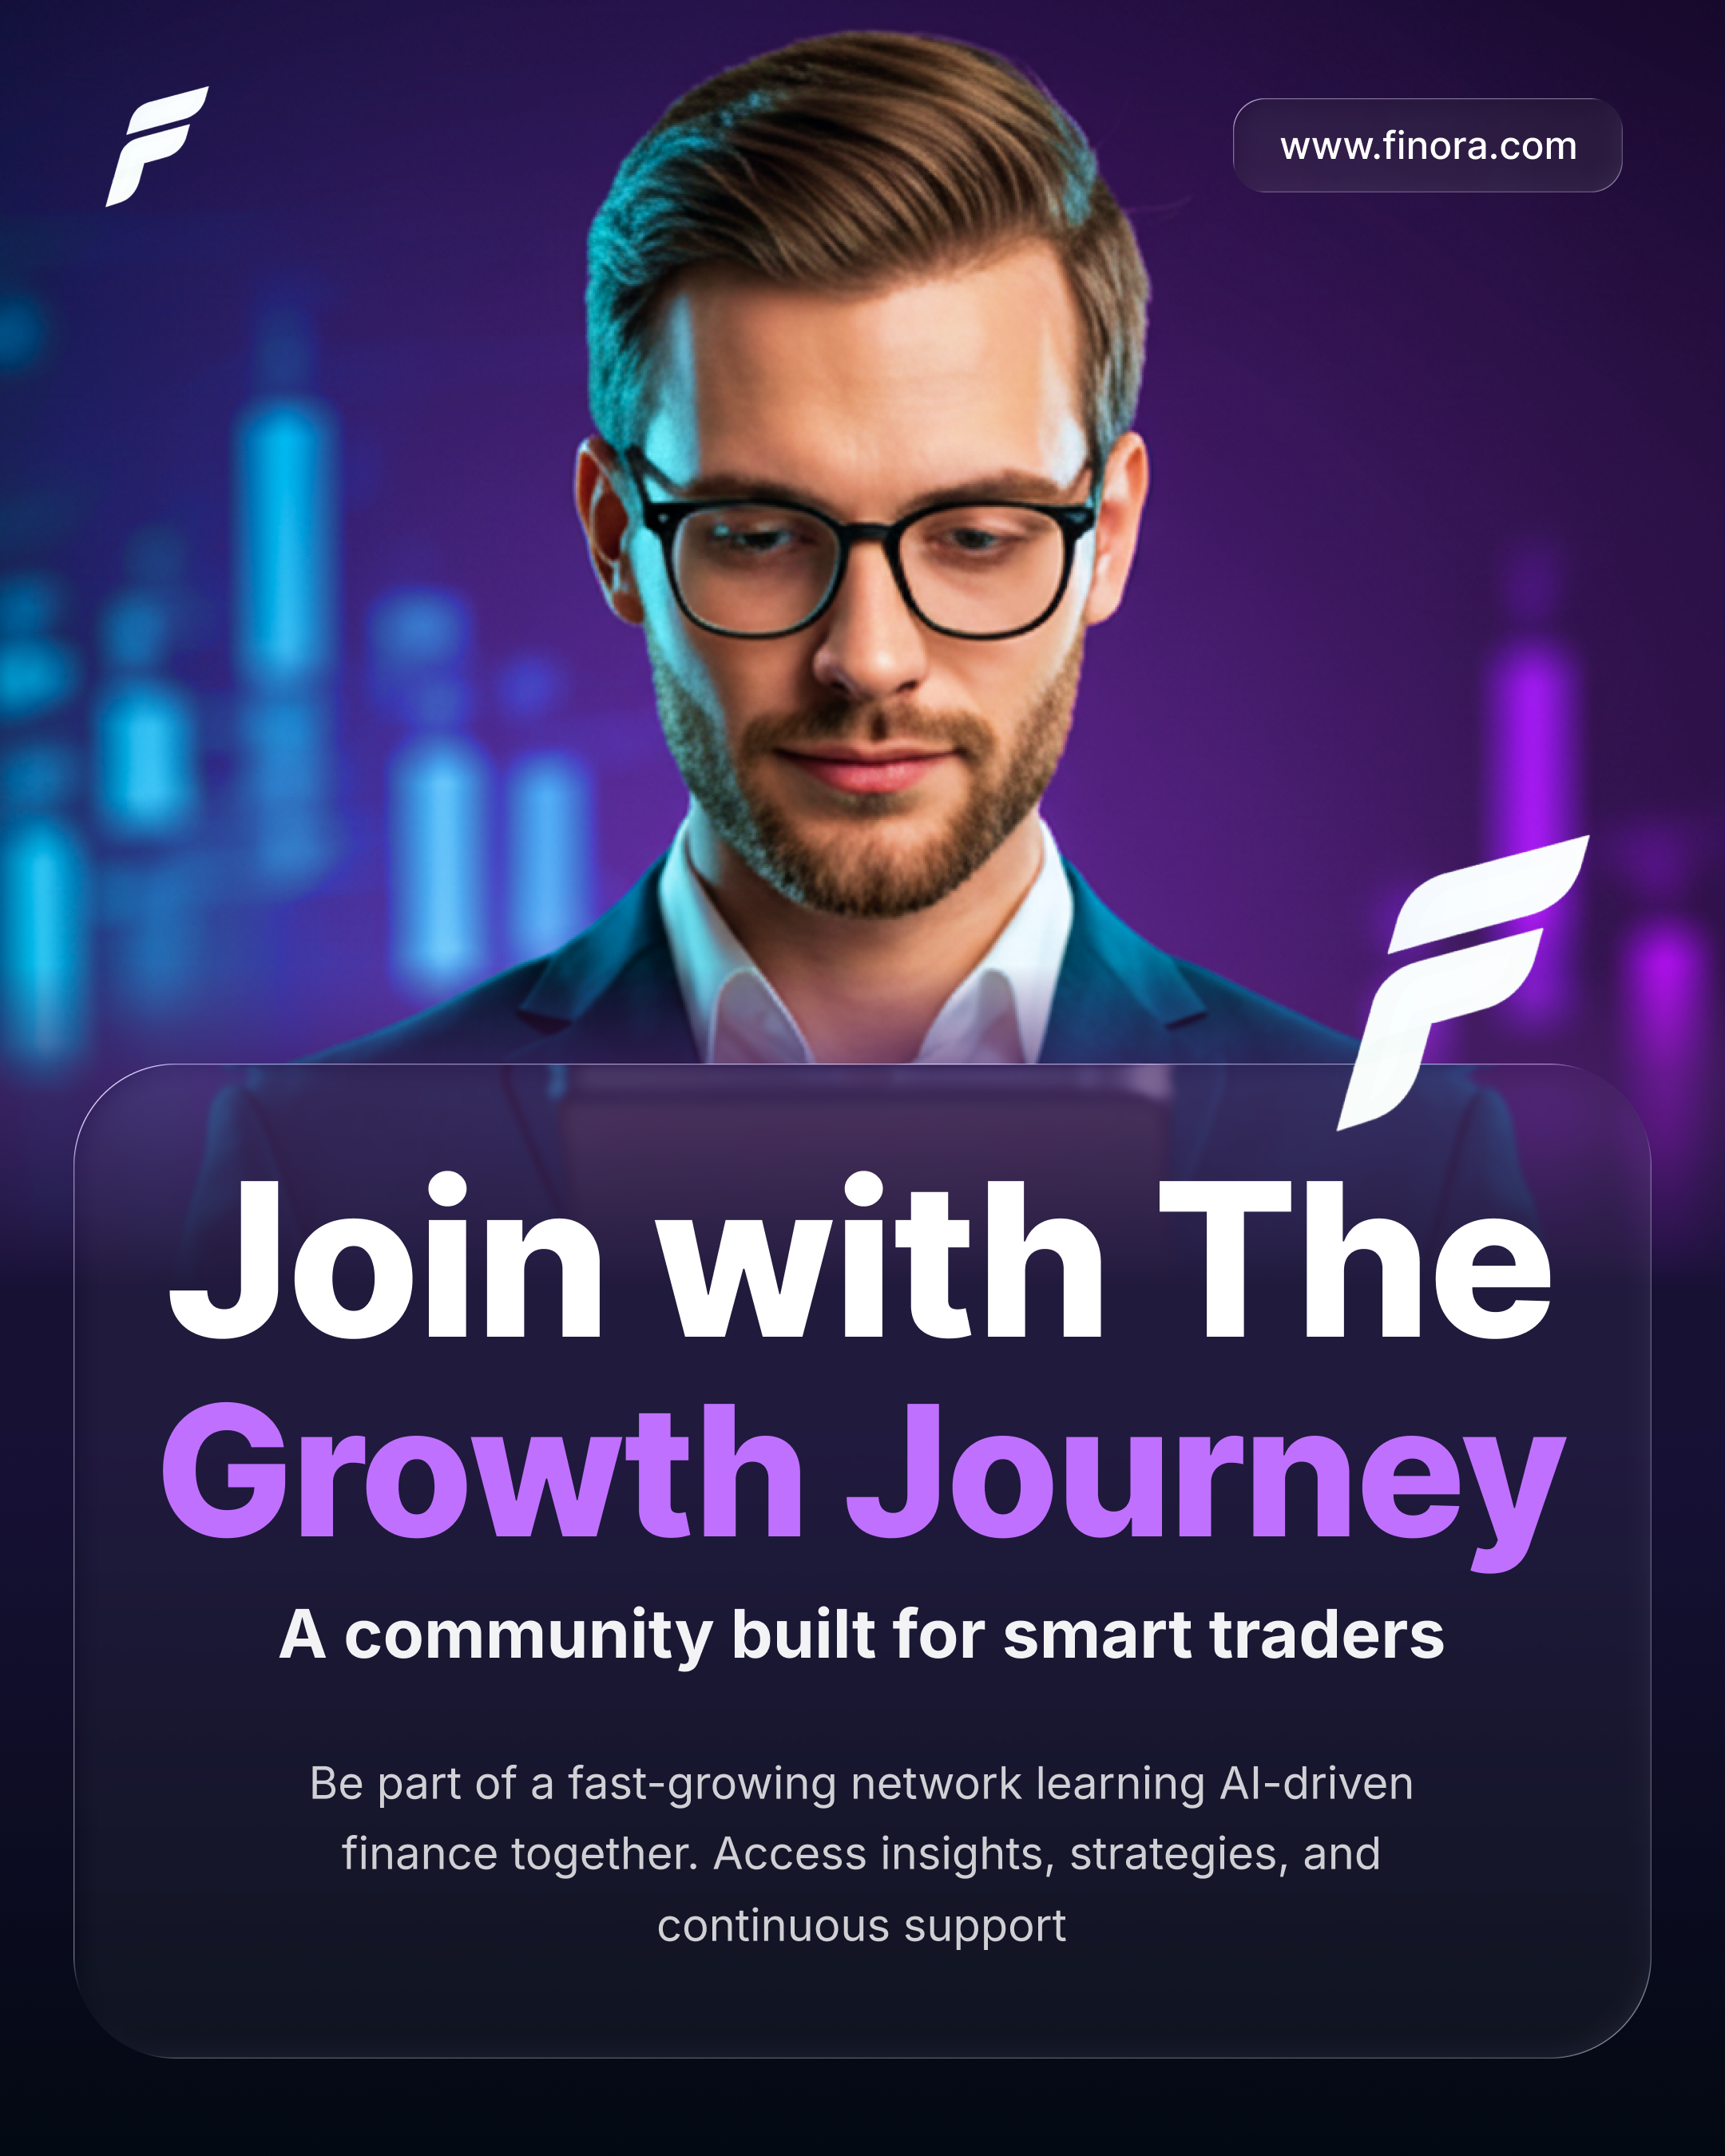 www.finora.com
Join with The
Growth Journey
A community built for smart traders
Be part of a fast-growing network learning AI-driven
finance together. Access insights, strategies, and
continuous support